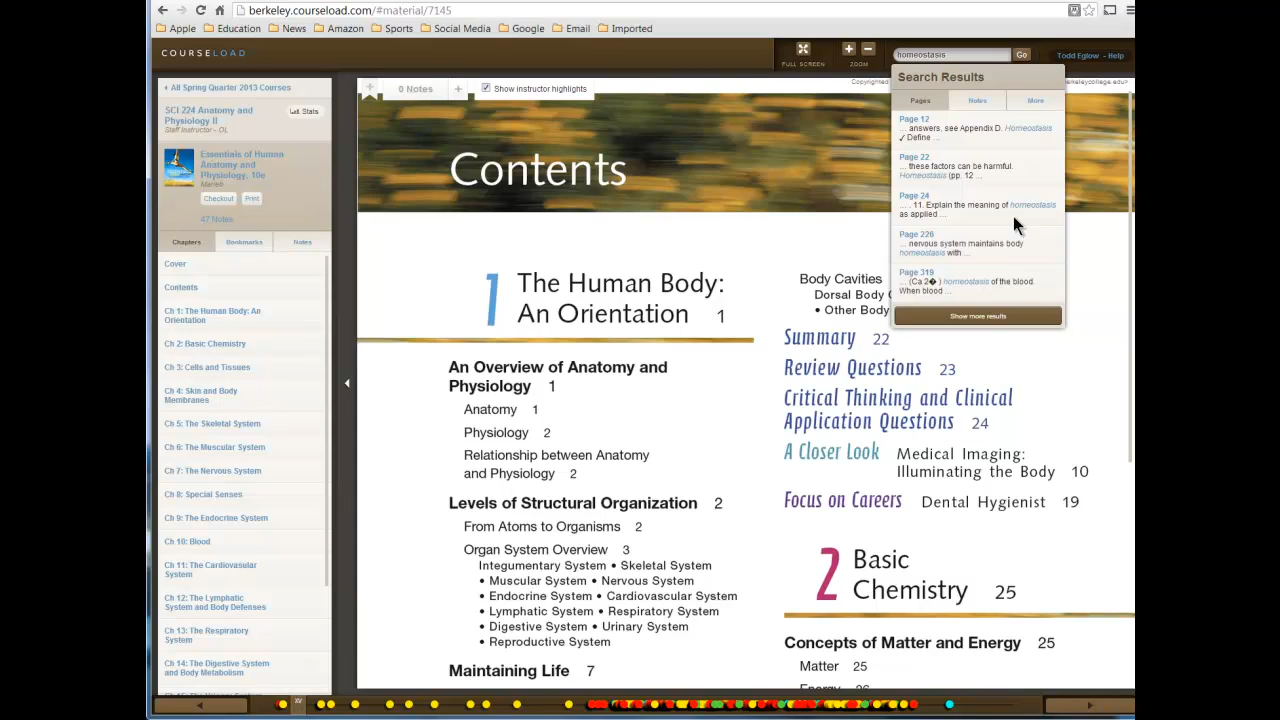 berkeley.courseload.com/#material/7145
Apple Education News Amazon Sports Social Media Google Email Imported
COURSELOAD
FULL SCREEN
ZOOM
homeostasis
Go
Todd Eglow - Help
All Spring Quarter 2013 Courses
SCI 224 Anatomy and
Physiology II
Staff Instructor - OL
Stats
Essentials of Human
Anatomy and
Physiology, 10e
Marieb
Checkout Print
47 Notes
Chapters Bookmarks Notes
Cover
Contents
Ch 1: The Human Body: An
Orientation
Ch 2: Basic Chemistry
Ch 3: Cells and Tissues
Ch 4: Skin and Body
Membranes
Ch 5: The Skeletal System
Ch 6: The Muscular System
Ch 7: The Nervous System
Ch 8: Special Senses
Ch 9: The Endocrine System
Ch 10: Blood
Ch 11: The Cardiovascular
System
Ch 12: The Lymphatic
System and Body Defenses
Ch 13: The Respiratory
System
Ch 14: The Digestive System
and Body Metabolism
0 Notes
Show instructor highlights
Copyrighted
Contents
1 The Human Body:
An Orientation 1
An Overview of Anatomy and
Physiology 1
Anatomy 1
Physiology 2
Relationship between Anatomy
and Physiology 2
Levels of Structural Organization 2
From Atoms to Organisms 2
Organ System Overview 3
Integumentary System • Skeletal System
• Muscular System • Nervous System
• Endocrine System • Cardiovascular System
• Lymphatic System • Respiratory System
• Digestive System • Urinary System
• Reproductive System
Maintaining Life 7
Body Cavities
Dorsal Body
• Other Body
Summary 22
Review Questions 23
Critical Thinking and Clinical
Application Questions 24
A Closer Look Medical Imaging:
Illuminating the Body 10
Focus on Careers Dental Hygienist 19
2 Basic
Chemistry 25
Concepts of Matter and Energy 25
Matter 25
Energy 26
Search Results
Pages Notes More
Page 12
... answers, see Appendix D. Homeostasis
✓ Define ...
Page 22
... these factors can be harmful.
Homeostasis (pp. 12 ...
Page 24
... . 11. Explain the meaning of homeostasis
as applied ...
Page 226
... nervous system maintains body
homeostasis with ...
Page 319
... (Ca 2� ) homeostasis of the blood.
When blood ...
Show more results
XV